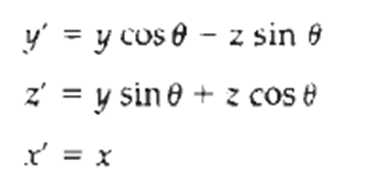 y′ = y cos θ − z sin θ
z′ = y sin θ + z cos θ
x′ = x